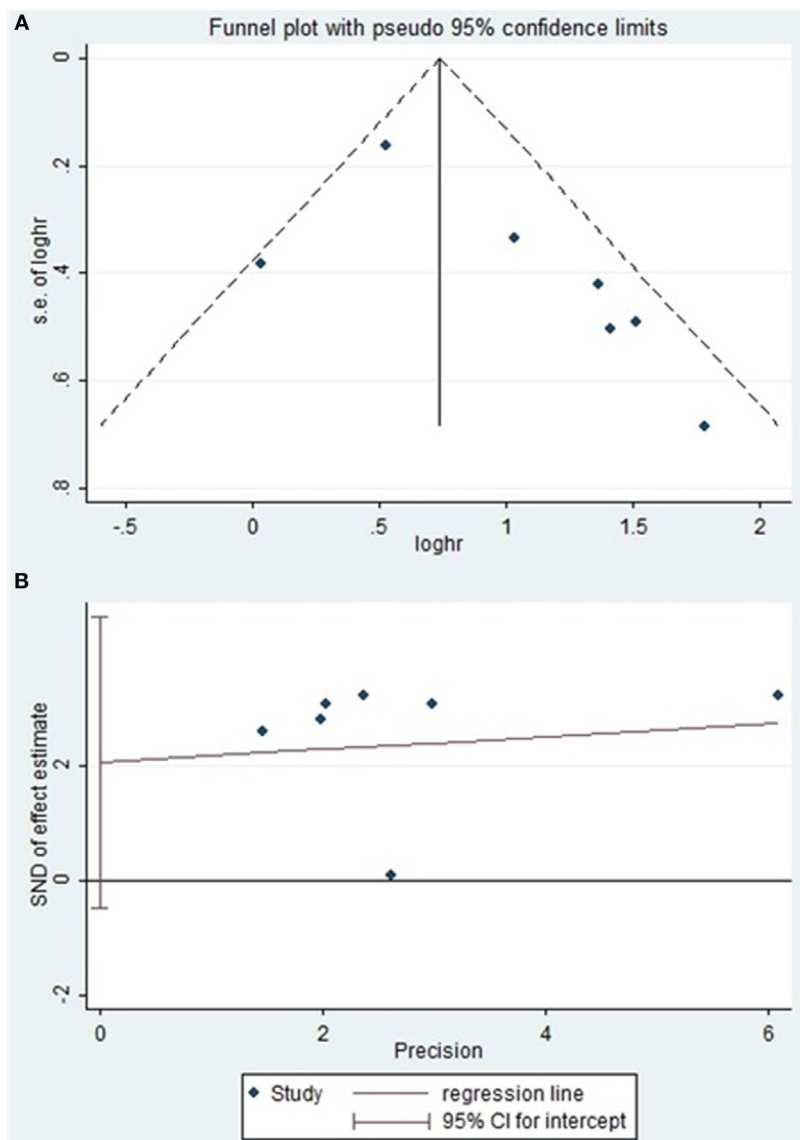 A
Funnel plot with pseudo 95% confidence limits
s.e. of loghr
0
.2
.4
.6
.8
-.5
0
.5
1
1.5
2
loghr
B
SND of effect estimate
2
0
-2
0
2
4
6
Precision
Study
regression line
95% CI for intercept